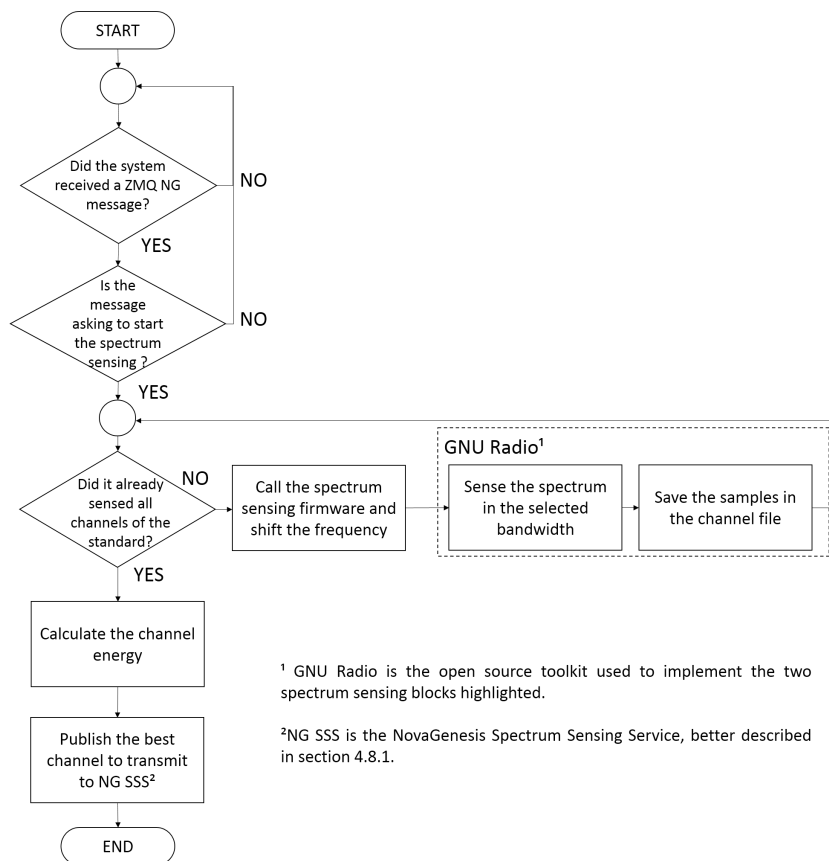 START
Did the system
received a ZMQ NG
message?
NO
YES
Is the
message
asking to start
the spectrum
sensing ?
NO
YES
Did it already
sensed all
channels of the
standard?
NO
Call the spectrum
sensing firmware and
shift the frequency
GNU Radio¹
Sense the spectrum
in the selected
bandwidth
Save the samples in
the channel file
YES
Calculate the channel
energy
Publish the best
channel to transmit
to NG SSS²
END
¹ GNU Radio is the open source toolkit used to implement the two
spectrum sensing blocks highlighted.
²NG SSS is the NovaGenesis Spectrum Sensing Service, better described
in section 4.8.1.